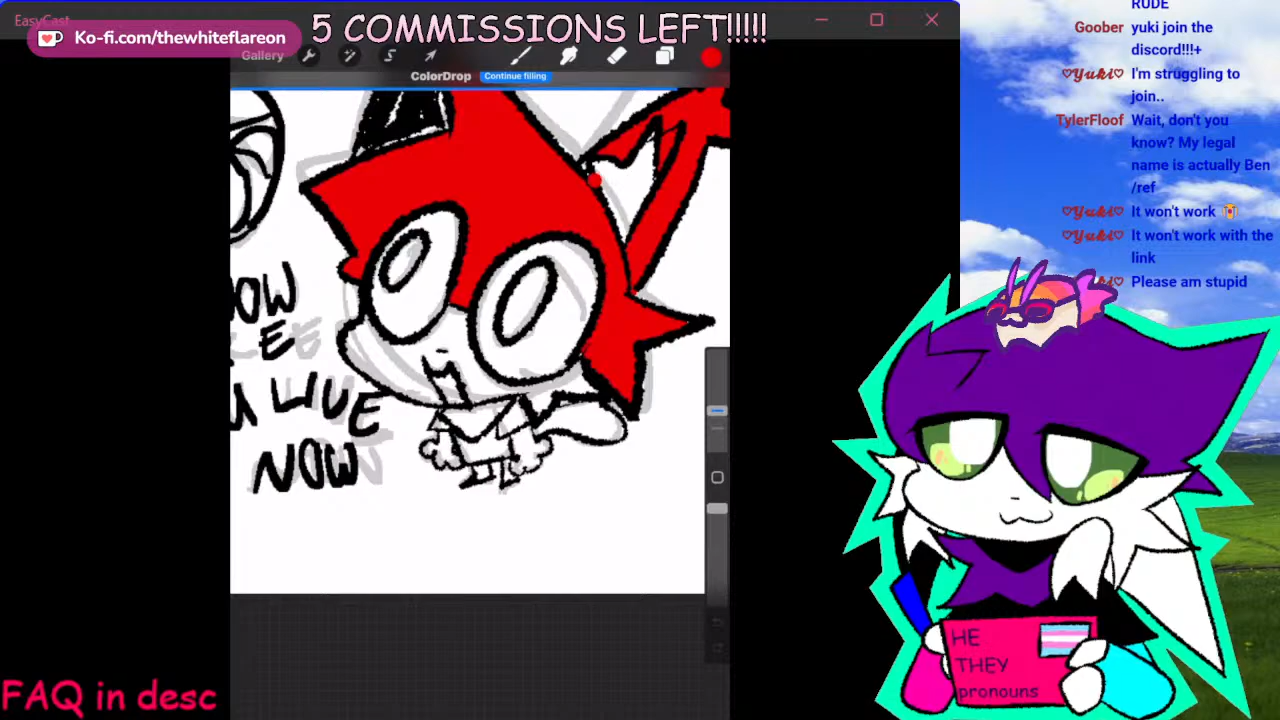 EasyCast
Ko-fi.com/thewhiteflareon
5 COMMISSIONS LEFT!!!!!
Gallery
ColorDrop
Continue filling
OW
EE
LIVE
NOW
FAQ in desc
RUDE
Goober yuki join the
discord!!!+
♡𝓨𝓾𝓴𝓲♡ I'm struggling to
join..
TylerFloof Wait, don't you
know? My legal
name is actually Ben
/ref
♡𝓨𝓾𝓴𝓲♡ It won't work 😭
♡𝓨𝓾𝓴𝓲♡ It won't work with the
link
Please am stupid
HE
THEY
pronouns